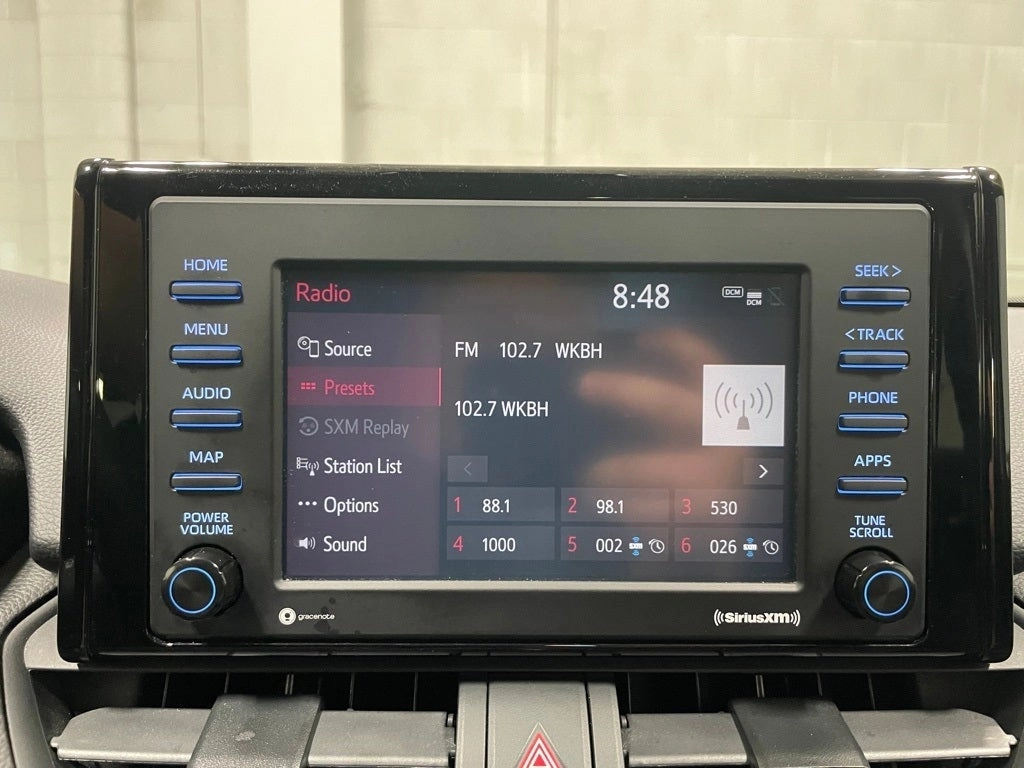 HOME
MENU
AUDIO
MAP
POWER
VOLUME
Radio
8:48
DCM
DCM
Source
Presets
SXM Replay
Station List
Options
Sound
FM 102.7 WKBH
102.7 WKBH
< >
1 88.1 2 98.1 3 530
4 1000 5 002 SXM 6 026 SXM
SEEK >
< TRACK
PHONE
APPS
TUNE
SCROLL
gracenote
((SiriusXM))